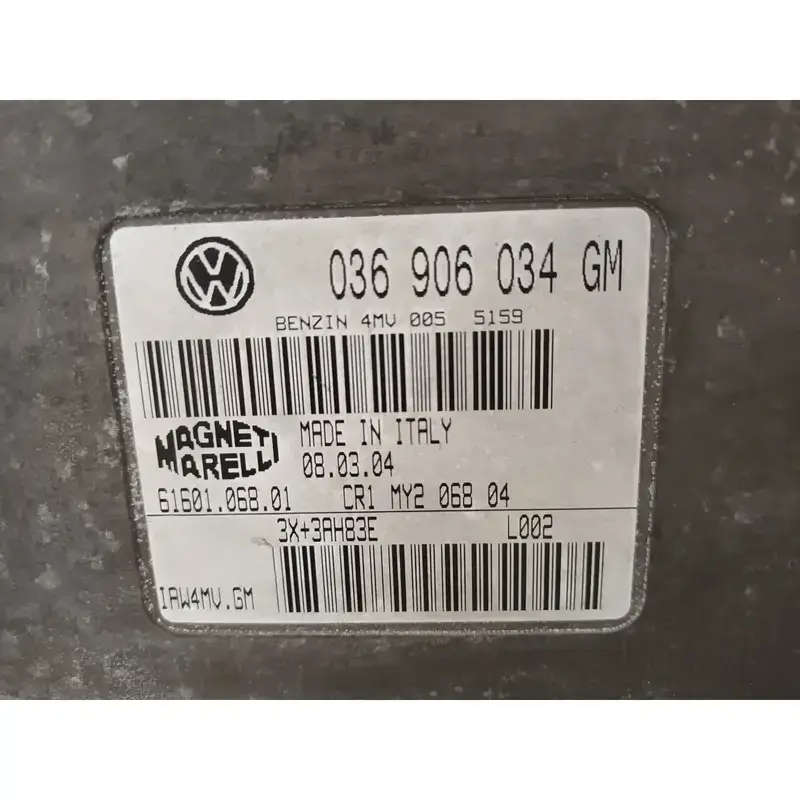 036 906 034 GM
BENZIN 4MV 005 5159
MAGNETI
MARELLI
MADE IN ITALY
08.03.04
61601.068.01 CR1 MY2 068 04
3X+3AH83E L002
IAW4MV.GM